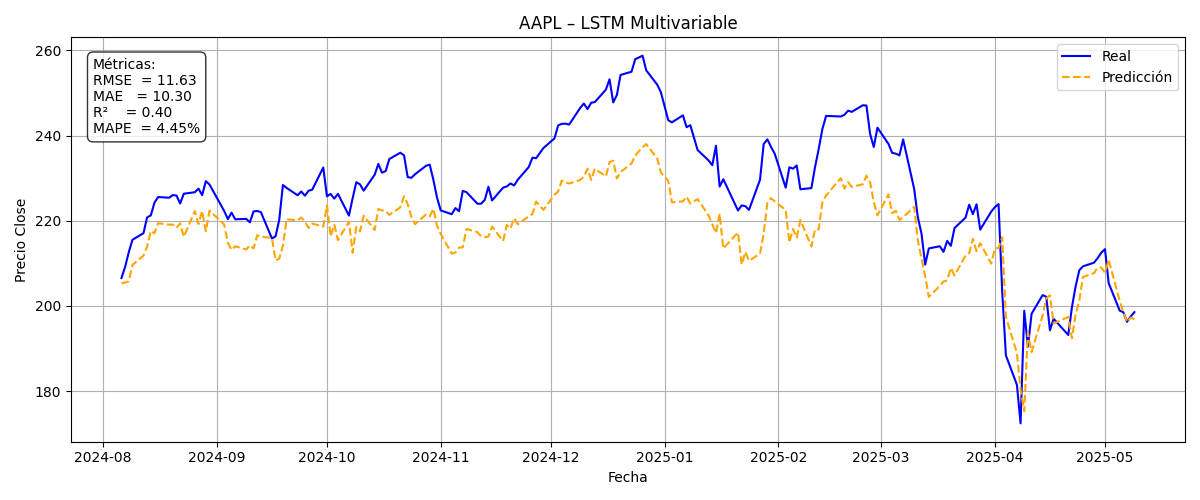 AAPL – LSTM Multivariable
Métricas:
RMSE = 11.63
MAE = 10.30
R² = 0.40
MAPE = 4.45%
Real
Predicción
Precio Close
260
240
220
200
180
2024-08 2024-09 2024-10 2024-11 2024-12 2025-01 2025-02 2025-03 2025-04 2025-05
Fecha